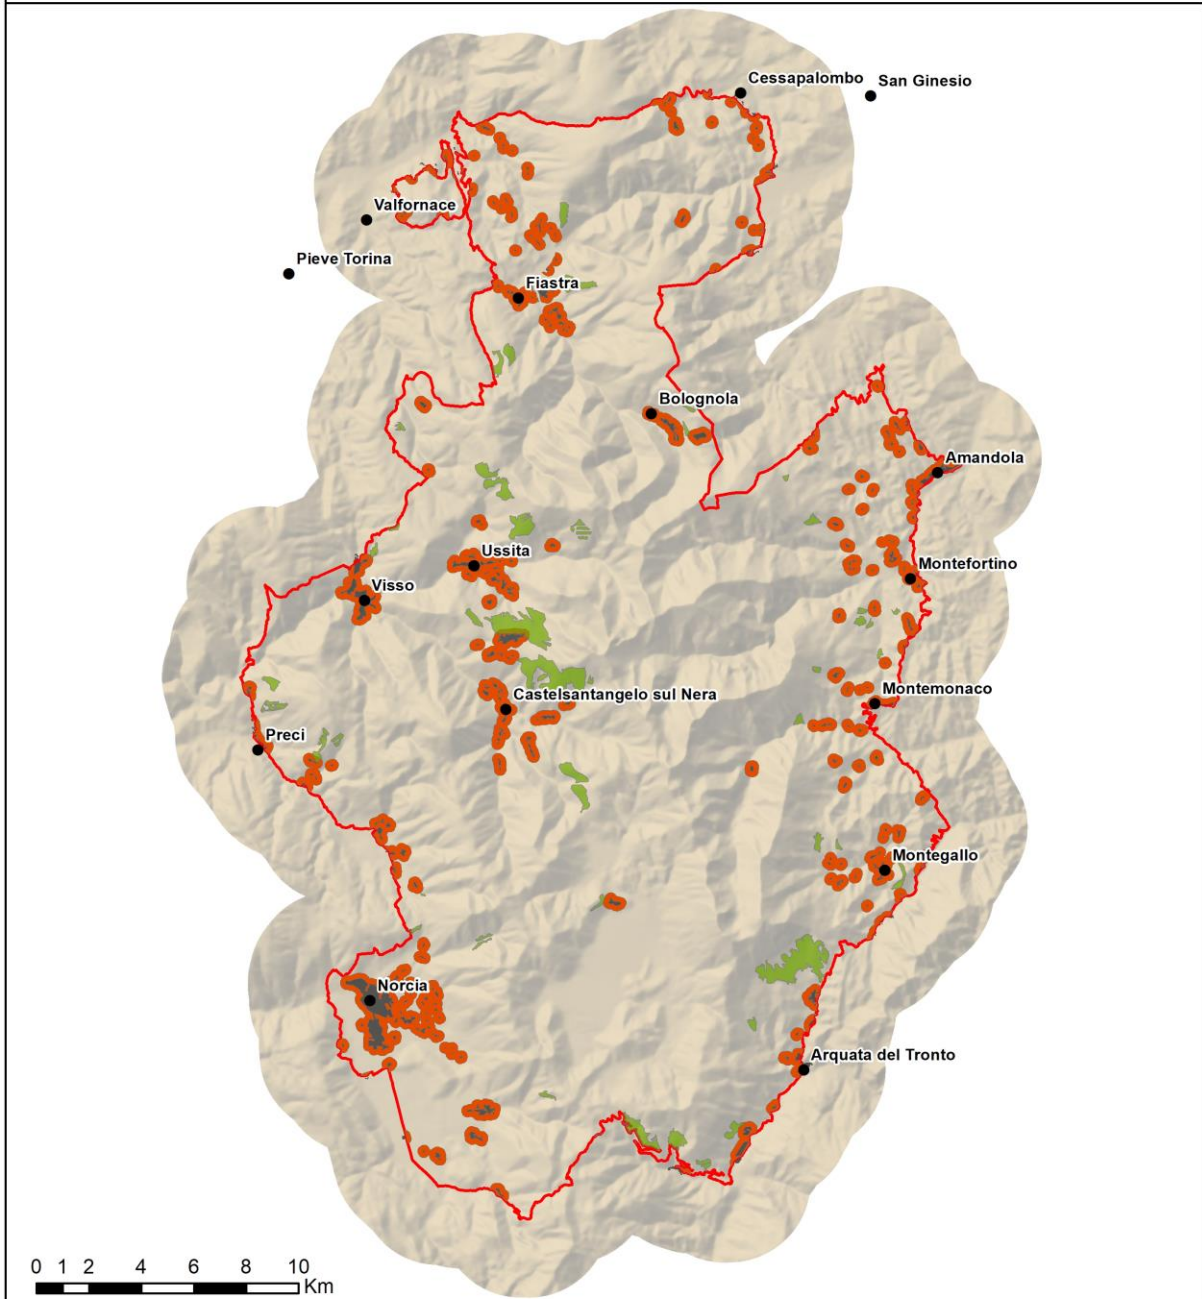 Cessapalombo
San Ginesio
Valfornace
Pieve Torina
Fiastra
Bolognola
Amandola
Ussita
Montefortino
Visso
Castelsantangelo sul Nera
Montemonaco
Preci
Montegallo
Norcia
Arquata del Tronto
0 1 2 4 6 8 10
Km